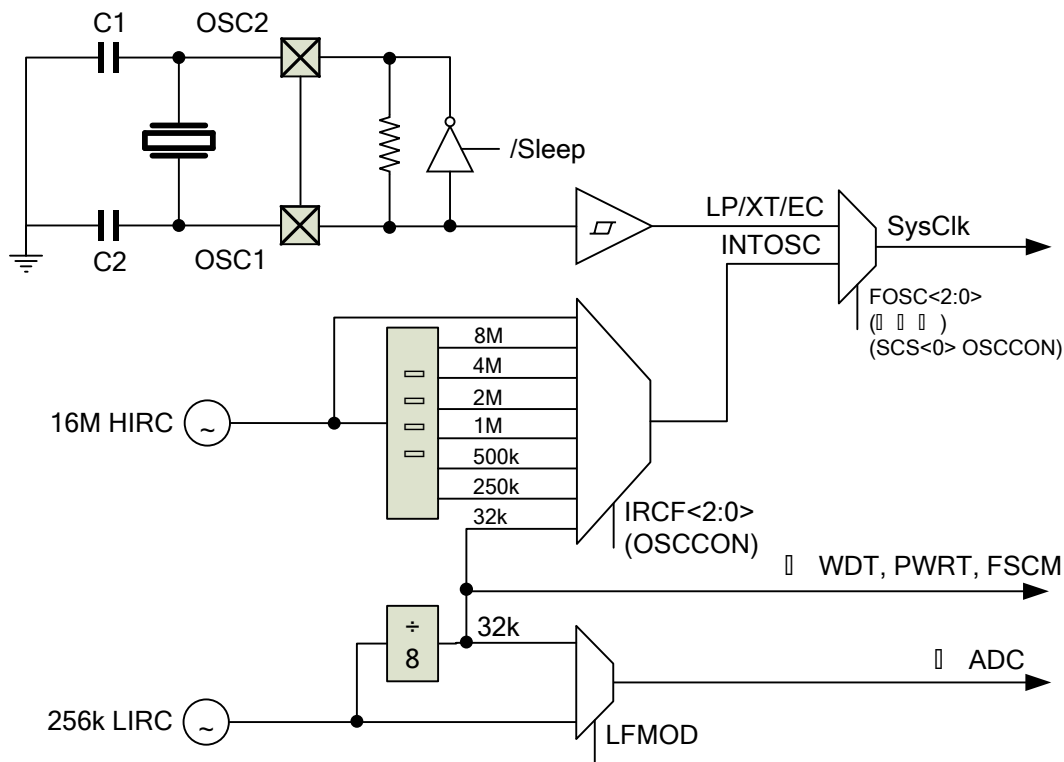 C1
OSC2
/Sleep
C2
OSC1
LP/XT/EC
INTOSC
SysClk
FOSC<2:0>
(SCS<0> OSCCON)
16M HIRC
~
8M
4M
2M
1M
500k
250k
32k
IRCF<2:0>
(OSCCON)
WDT, PWRT, FSCM
÷
8
32k
ADC
256k LIRC
~
LFMOD